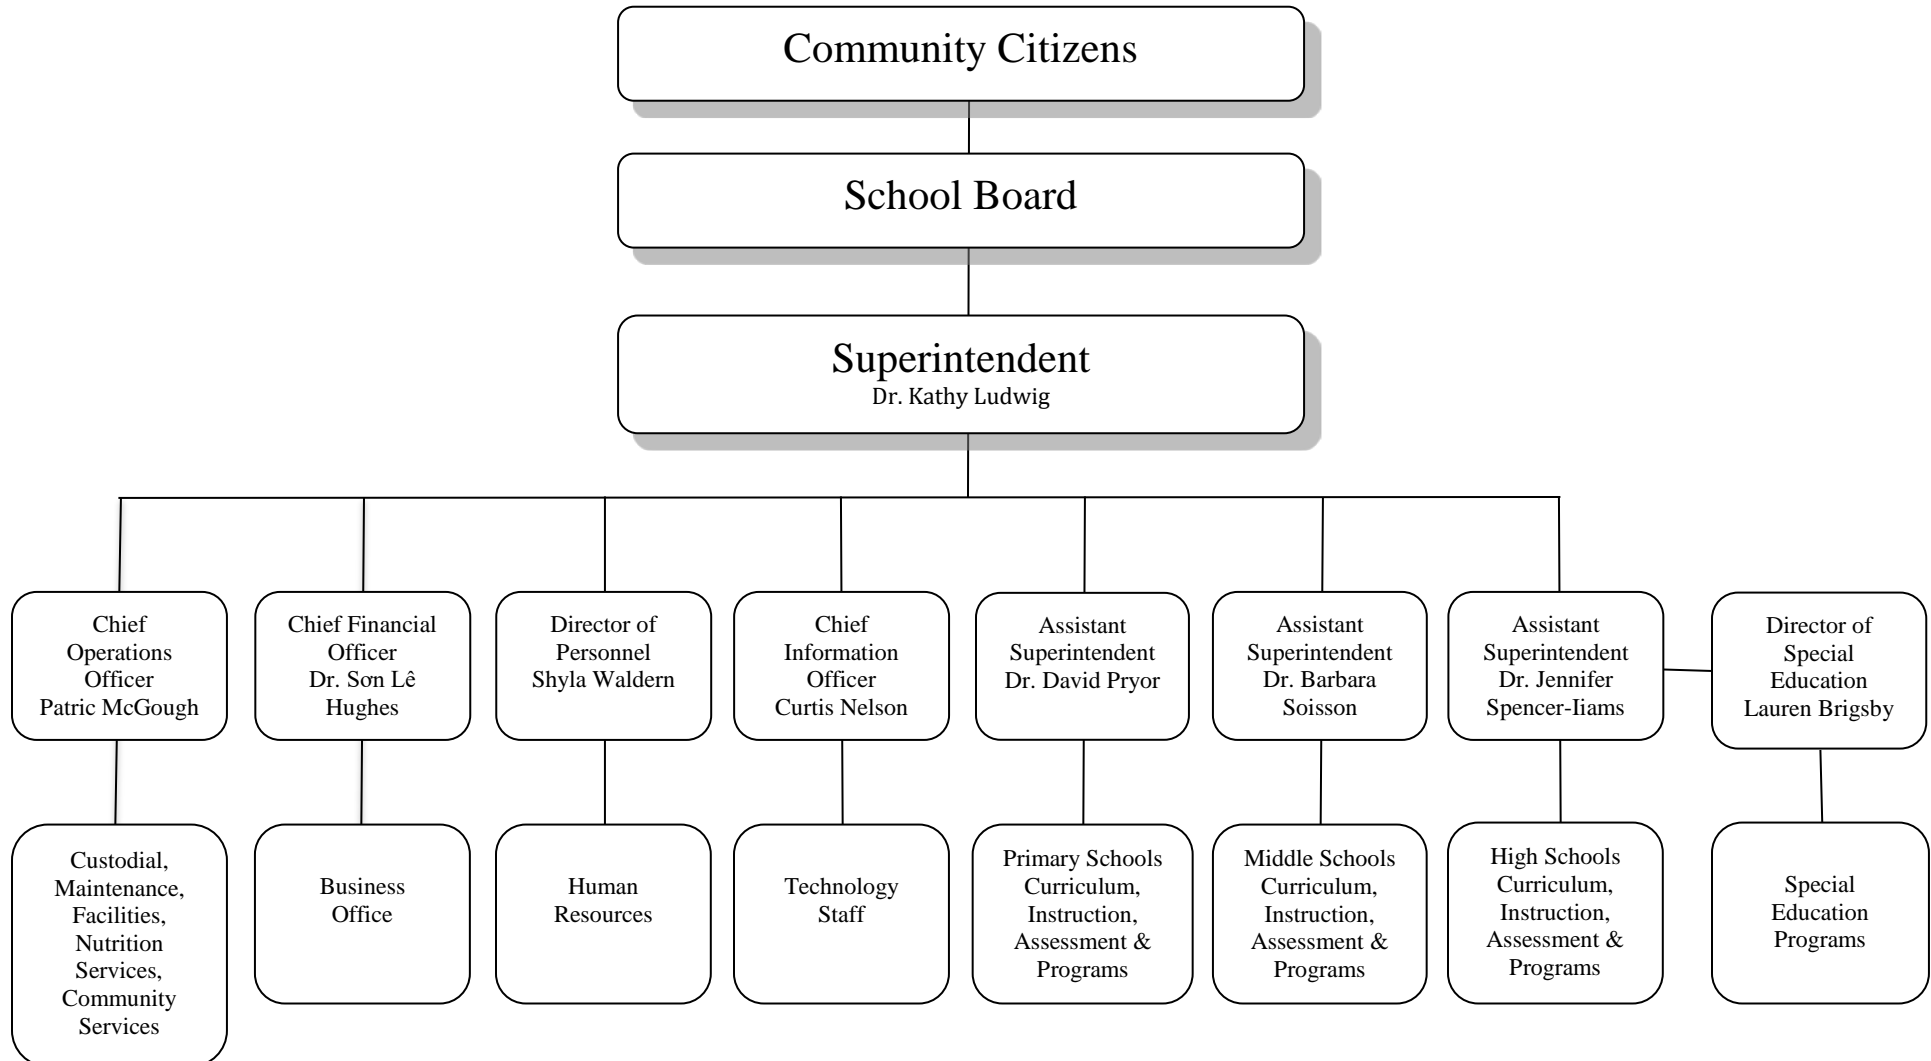 Community Citizens
School Board
Superintendent
Dr. Kathy Ludwig
Chief
Operations
Officer
Patric McGough
Chief Financial
Officer
Dr. Sơn Lê
Hughes
Director of
Personnel
Shyla Waldern
Chief
Information
Officer
Curtis Nelson
Assistant
Superintendent
Dr. David Pryor
Assistant
Superintendent
Dr. Barbara
Soisson
Assistant
Superintendent
Dr. Jennifer
Spencer-Iiams
Director of
Special
Education
Lauren Brigsby
Custodial,
Maintenance,
Facilities,
Nutrition
Services,
Community
Services
Business
Office
Human
Resources
Technology
Staff
Primary Schools
Curriculum,
Instruction,
Assessment &
Programs
Middle Schools
Curriculum,
Instruction,
Assessment &
Programs
High Schools
Curriculum,
Instruction,
Assessment &
Programs
Special
Education
Programs